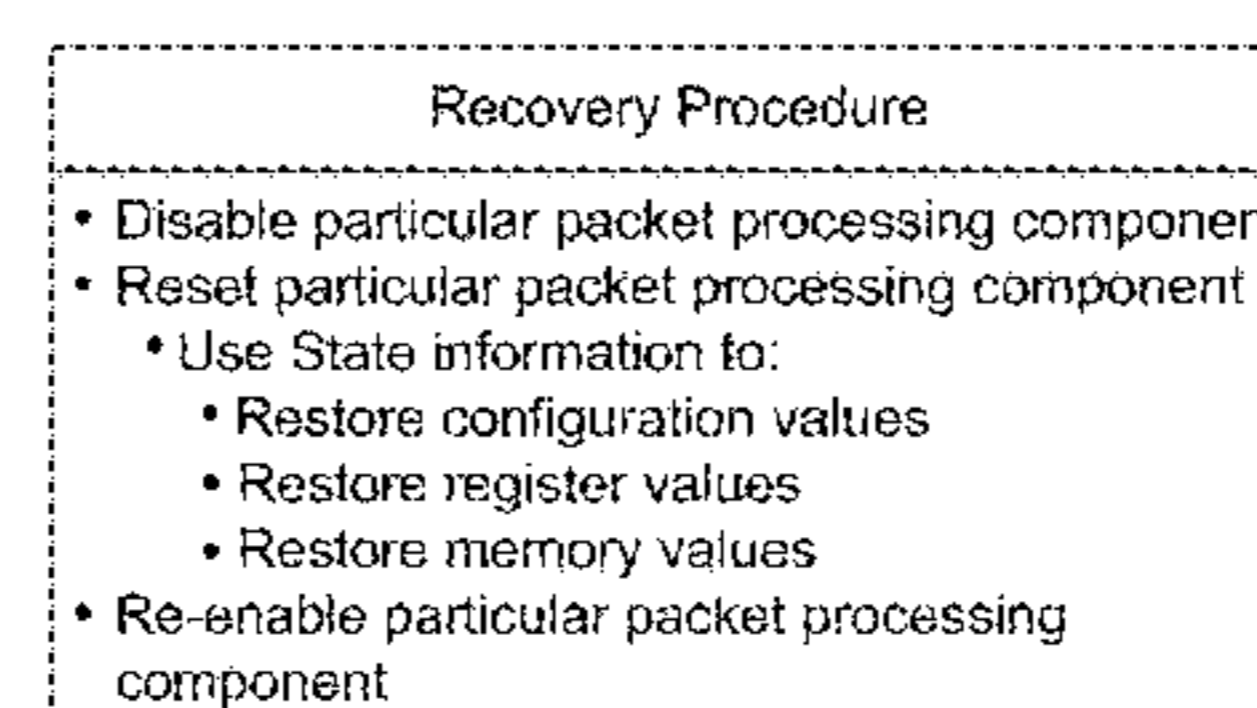 Recovery Procedure
• Disable particular packet processing componen
• Reset particular packet processing component
• Use State information to:
• Restore configuration values
• Restore register values
• Restore memory values
• Re-enable particular packet processing
component